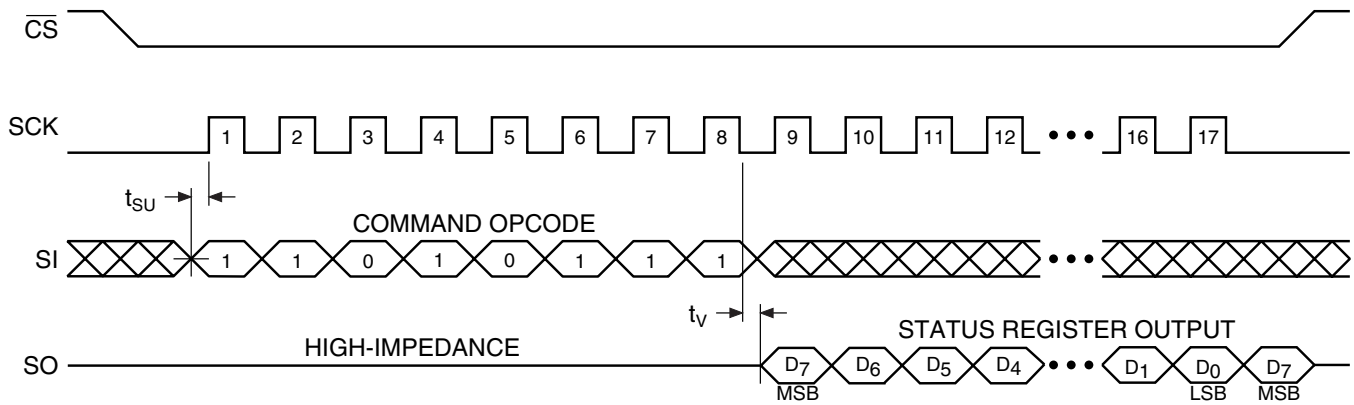 CS
SCK 1 2 3 4 5 6 7 8 9 10 11 12 • • • 16 17
tSU
COMMAND OPCODE
SI 1 1 0 1 0 1 1 1 • • •
tV
STATUS REGISTER OUTPUT
HIGH-IMPEDANCE
SO D7 D6 D5 D4 • • • D1 D0 D7
MSB LSB MSB